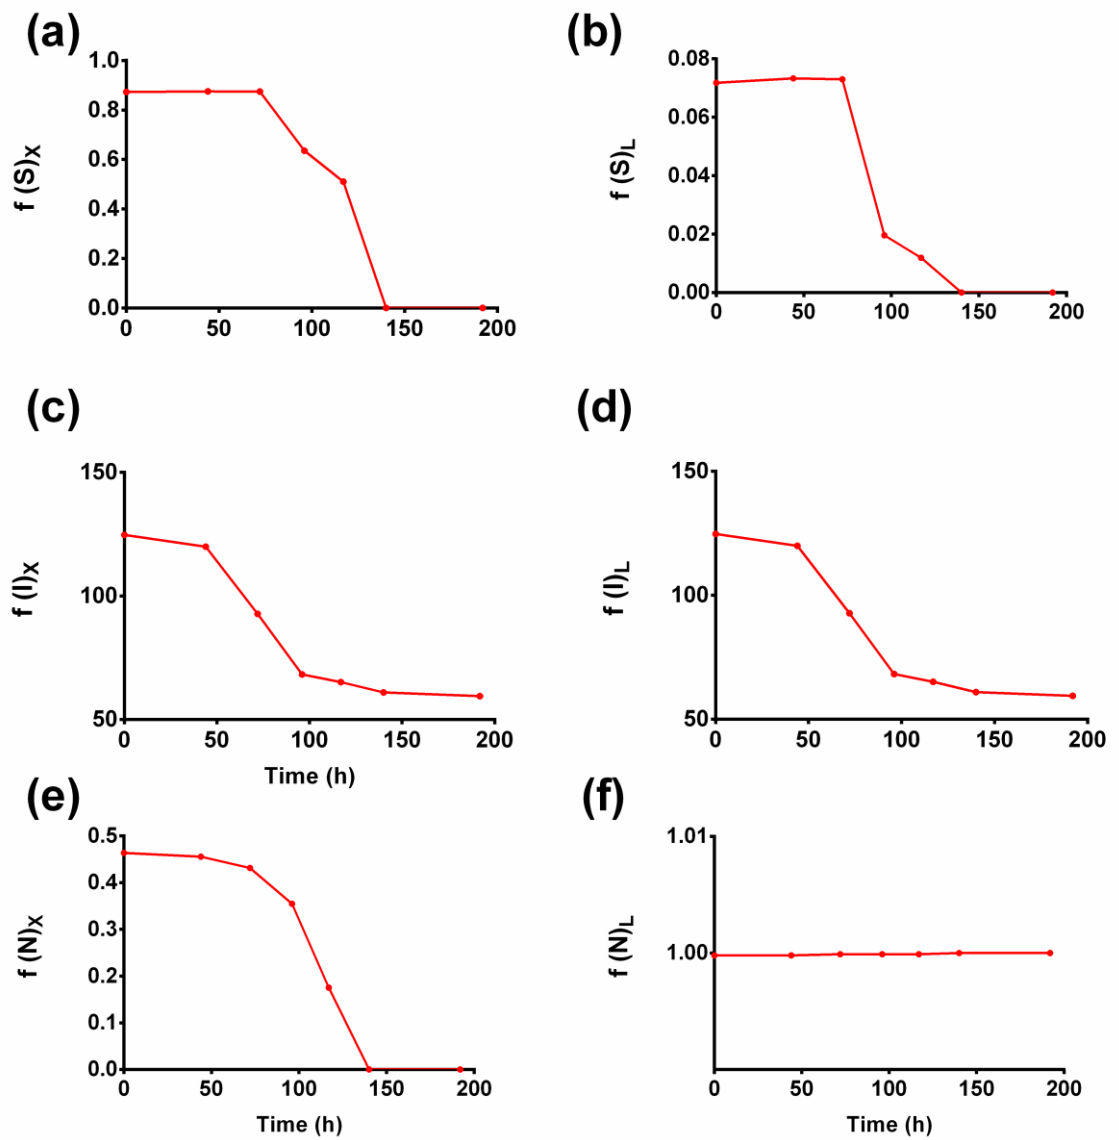 (a)
1.0
0.8
0.6
0.4
0.2
0.0
f (S)X
0 50 100 150 200
(b)
0.08
0.06
0.04
0.02
0.00
f (S)L
0 50 100 150 200
(c)
150
100
50
f (I)X
0 50 100 150 200
Time (h)
(d)
150
100
50
f (I)L
0 50 100 150 200
(e)
0.5
0.4
0.3
0.2
0.1
0.0
f (N)X
0 50 100 150 200
Time (h)
(f)
1.01
1.00
f (N)L
0 50 100 150 200
Time (h)